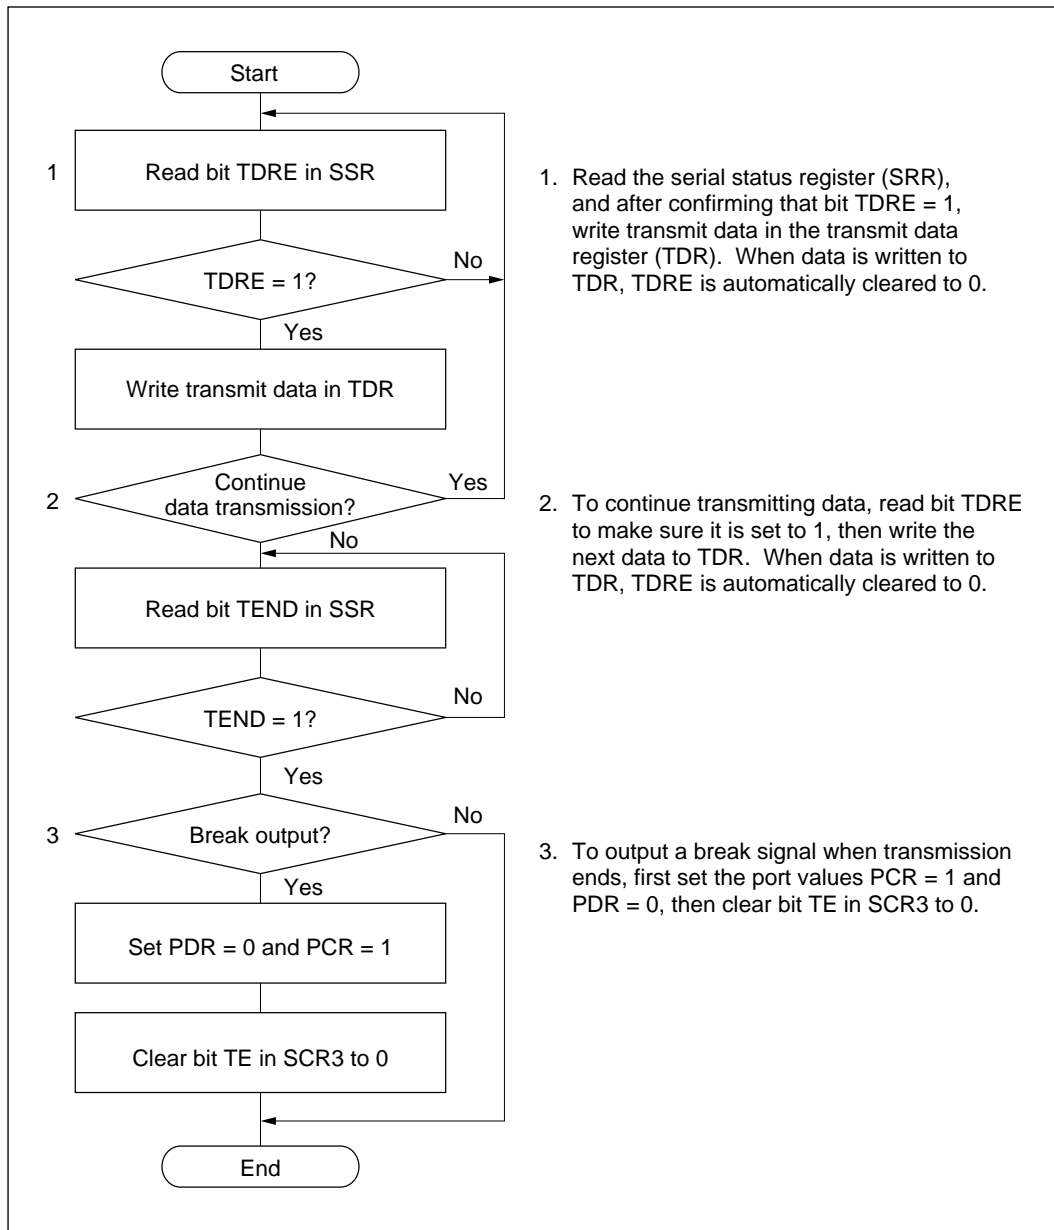 Start
1
Read bit TDRE in SSR
TDRE = 1?
No
Yes
Write transmit data in TDR
2
Continue
data transmission?
Yes
No
Read bit TEND in SSR
TEND = 1?
No
Yes
3
Break output?
No
Yes
Set PDR = 0 and PCR = 1
Clear bit TE in SCR3 to 0
End
1. Read the serial status register (SRR),
and after confirming that bit TDRE = 1,
write transmit data in the transmit data
register (TDR). When data is written to
TDR, TDRE is automatically cleared to 0.
2. To continue transmitting data, read bit TDRE
to make sure it is set to 1, then write the
next data to TDR. When data is written to
TDR, TDRE is automatically cleared to 0.
3. To output a break signal when transmission
ends, first set the port values PCR = 1 and
PDR = 0, then clear bit TE in SCR3 to 0.